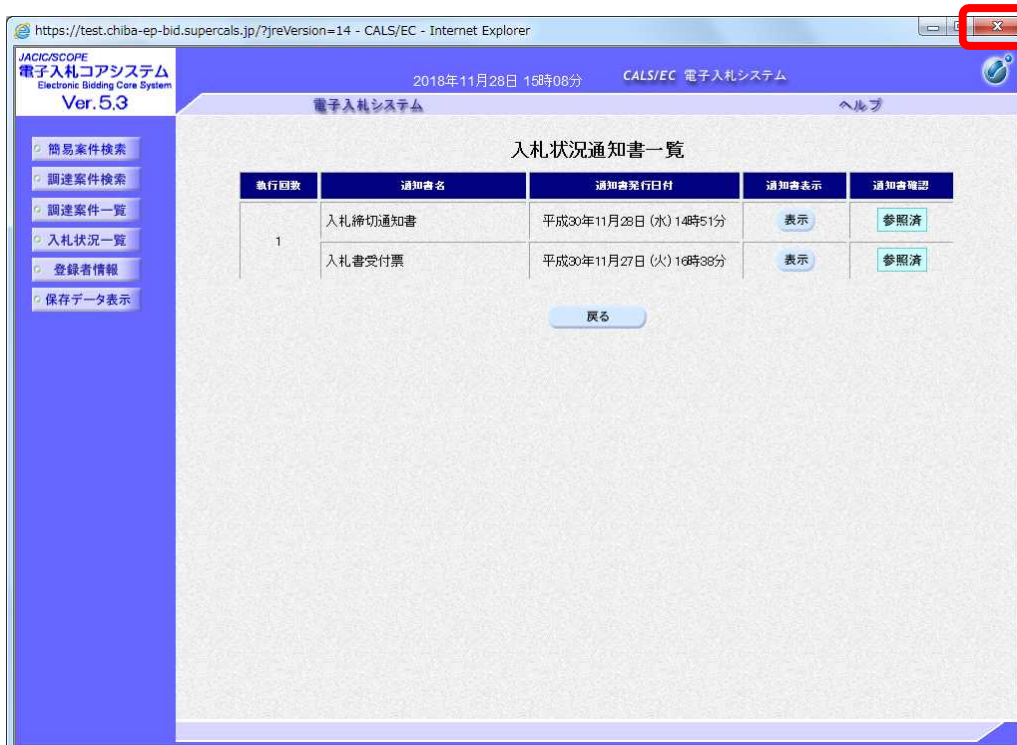 https://test.chiba-ep-bid.supercals.jp/?jreVersion=14 - CALS/EC - Internet Explorer
JACIC/SCOPE
電子入札コアシステム
Electronic Bidding Core System
Ver.5.3
2018年11月28日 15時08分
CALS/EC 電子入札システム
電子入札システム
ヘルプ
簡易案件検索
調達案件検索
調達案件一覧
入札状況一覧
登録者情報
保存データ表示
入札状況通知書一覧
執行回数 通知書名 通知書発行日付 通知書表示 通知書確認
1
入札締切通知書 平成30年11月28日(水)14時51分 表示 参照済
入札書受付票 平成30年11月27日(火)16時38分 表示 参照済
戻る